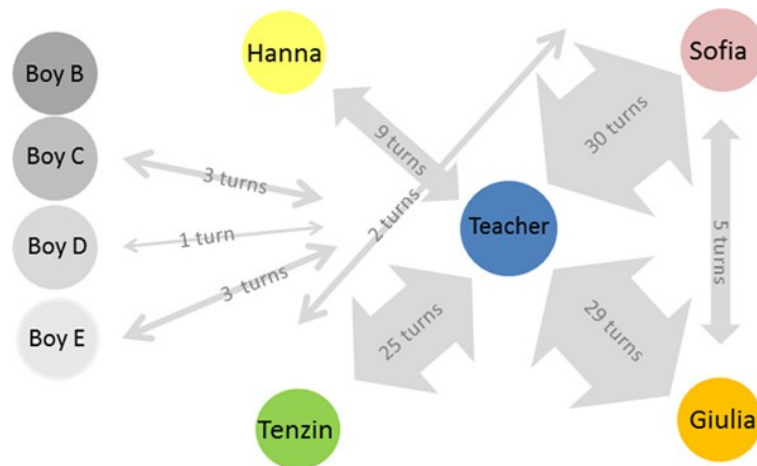 Boy B
Hanna
Sofia
Boy C
9 turns
30 turns
3 turns
2 turns
Boy D
1 turn
Teacher
5 turns
Boy E
3 turns
25 turns
29 turns
Tenzin
Giulia